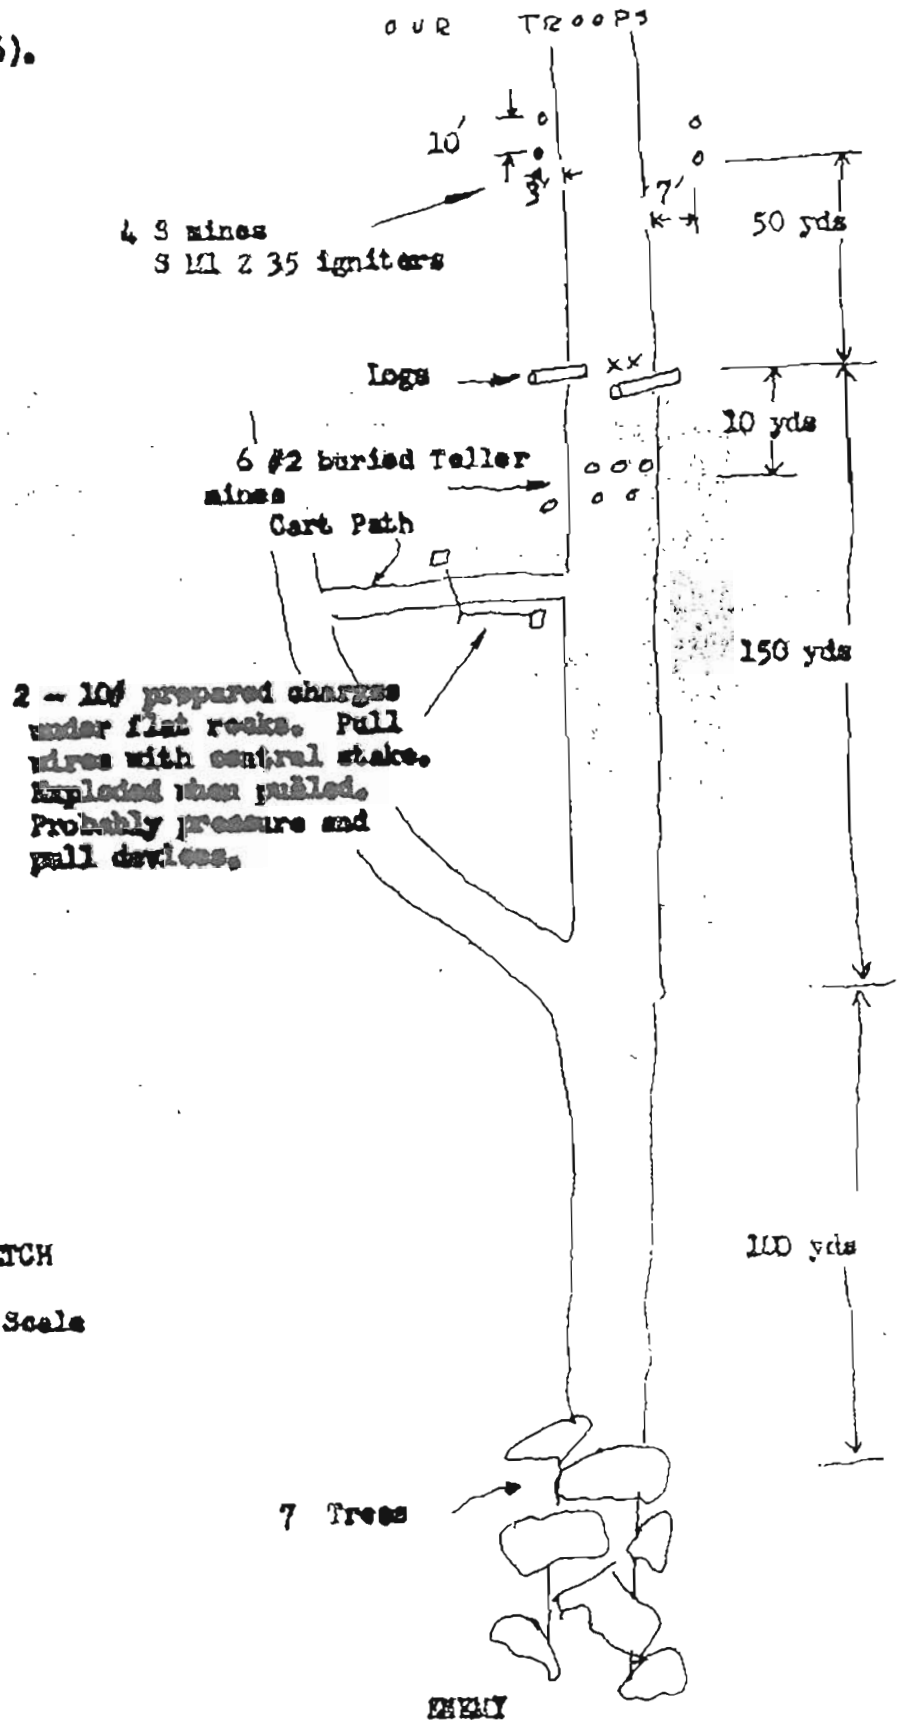 OUR TROOPS
).
10'
3'
7'
50 yds
4 S mines
S Mi Z 35 igniters
Logs
xx
10 yds
6 #2 buried Teller
mines
Cart Path
150 yds
2 - 10# prepared charges
under flat rocks. Pull
wires with central stake.
Exploded when pulled.
Probably pressure and
pull devices.
ETCH
100 yds
Scale
7 Trees
ENEMY